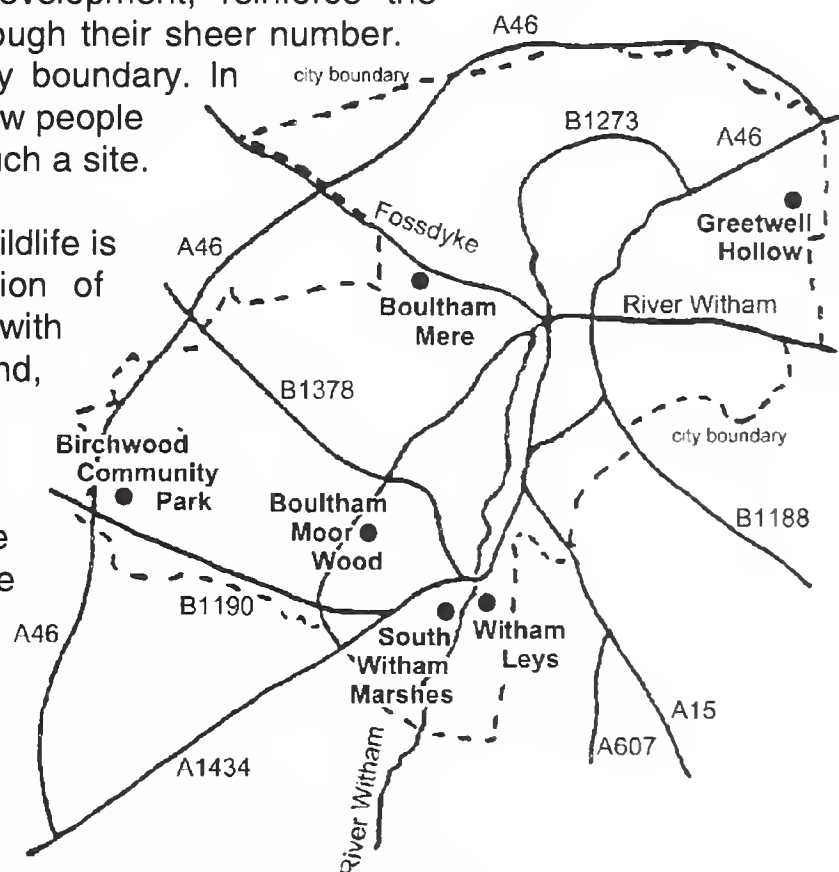 evelopment, reinforce the
ough their sheer number.
y boundary. In
w people
uch a site.
ildlife is
ion of
with
nd,
e
e
A46
city boundary
B1273
A46
Greetwell
Hollow
Fossdyke
A46
Boultham
Mere
River Witham
B1378
city boundary
Birchwood
Community
Park
Boultham
Moor
Wood
B1188
B1190
A46
South
Witham
Marshes
Witham
Leys
A15
A607
A1434
River Witham